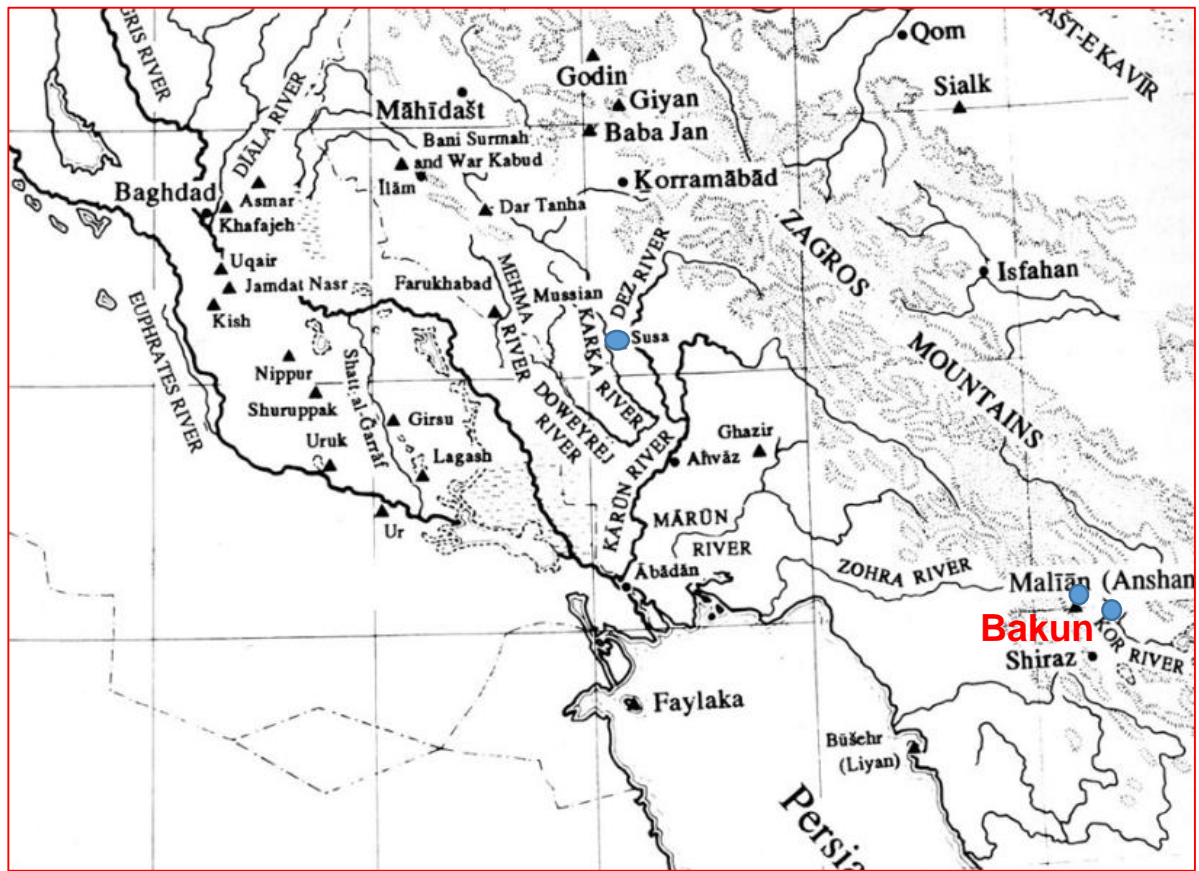 GRIS RIVER
DIĀLA RIVER
Qom
AŠT-E KAVĪR
Godin
Giyan
Sialk
Māhīdašt
Baba Jan
Bani Surmah
and War Kabud
Īlām
Korramābād
Baghdad
Asmar
Khafajeh
Dar Tanha
ZAGROS
MOUNTAINS
Isfahan
Uqair
Jamdat Nasr
Kish
Farukhabad
MEHMA
RIVER
Mussian
KARKA RIVER
DEZ RIVER
Susa
EUPHRATES RIVER
Nippur
Shuruppak
Shatt al-Garrāf
Girsu
DOWEYREJ
RIVER
Uruk
Lagash
Ghazir
Ahvāz
Ur
KĀRŪN RIVER
MĀRŪN
RIVER
ZOHRA RIVER
Ābādān
Malīān (Anshan
Bakun
KOR RIVER
Shiraz
Faylaka
Būšehr
(Liyan)
Persia